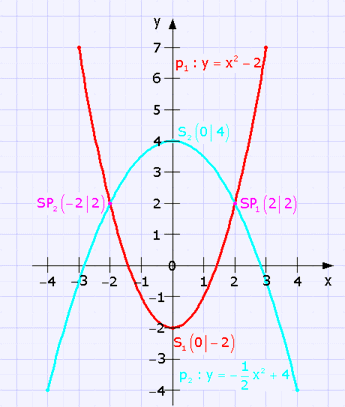 y
7
p₁ : y = x² − 2
6
5
S₂(0|4)
4
3
SP₂(−2|2) 2 SP₁(2|2)
1
−4 −3 −2 −1 0 1 2 3 4 x
−1
−2
S₁(0|−2)
−3
p₂ : y = −1/2 x² + 4
−4